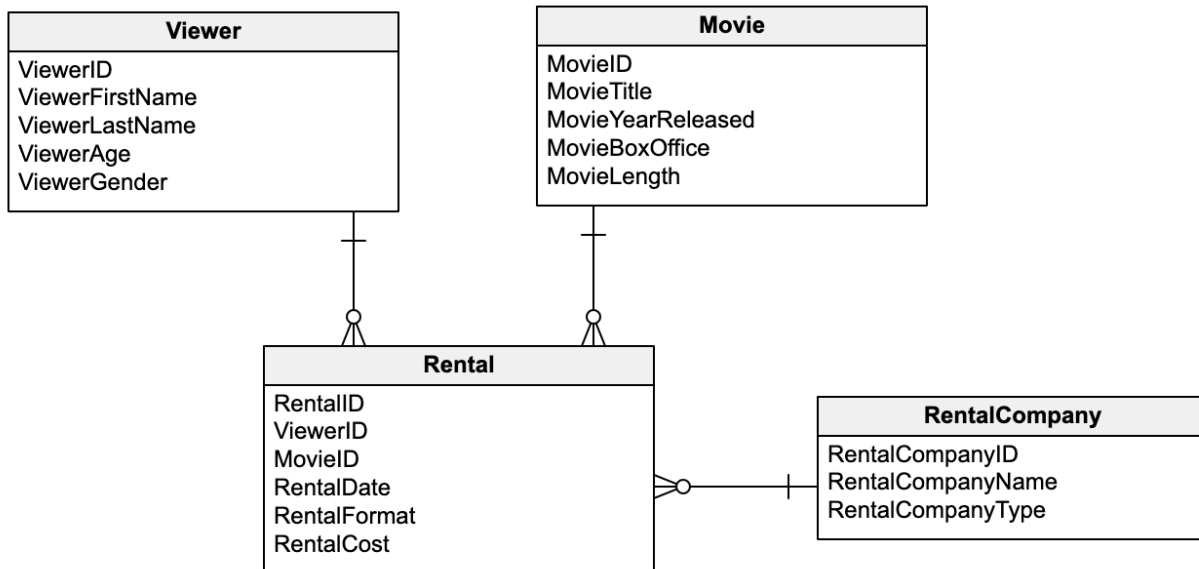 Viewer
ViewerID
ViewerFirstName
ViewerLastName
ViewerAge
ViewerGender
Movie
MovieID
MovieTitle
MovieYearReleased
MovieBoxOffice
MovieLength
Rental
RentalID
ViewerID
MovieID
RentalDate
RentalFormat
RentalCost
RentalCompany
RentalCompanyID
RentalCompanyName
RentalCompanyType